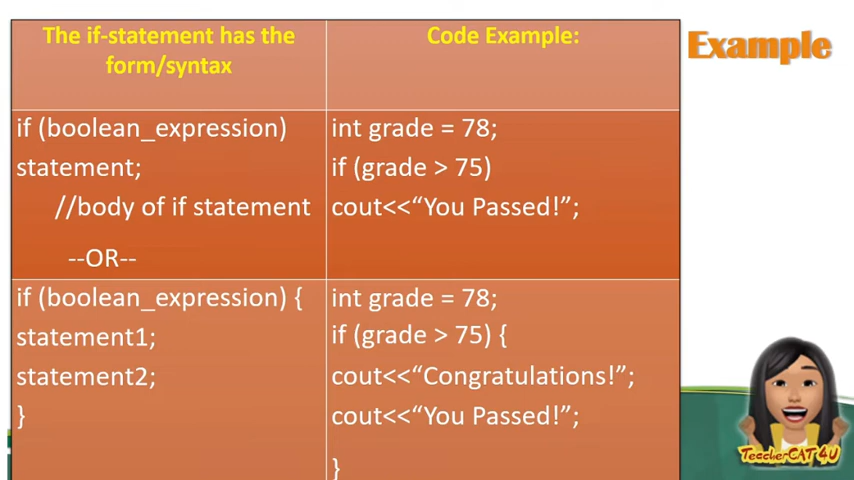 The if-statement has the
form/syntax
Code Example:
Example
if (boolean_expression)
statement;
//body of if statement
--OR--
int grade = 78;
if (grade > 75)
cout<<“You Passed!”;
if (boolean_expression) {
statement1;
statement2;
}
int grade = 78;
if (grade > 75) {
cout<<“Congratulations!”;
cout<<“You Passed!”;
}
TeacherCAT 4U